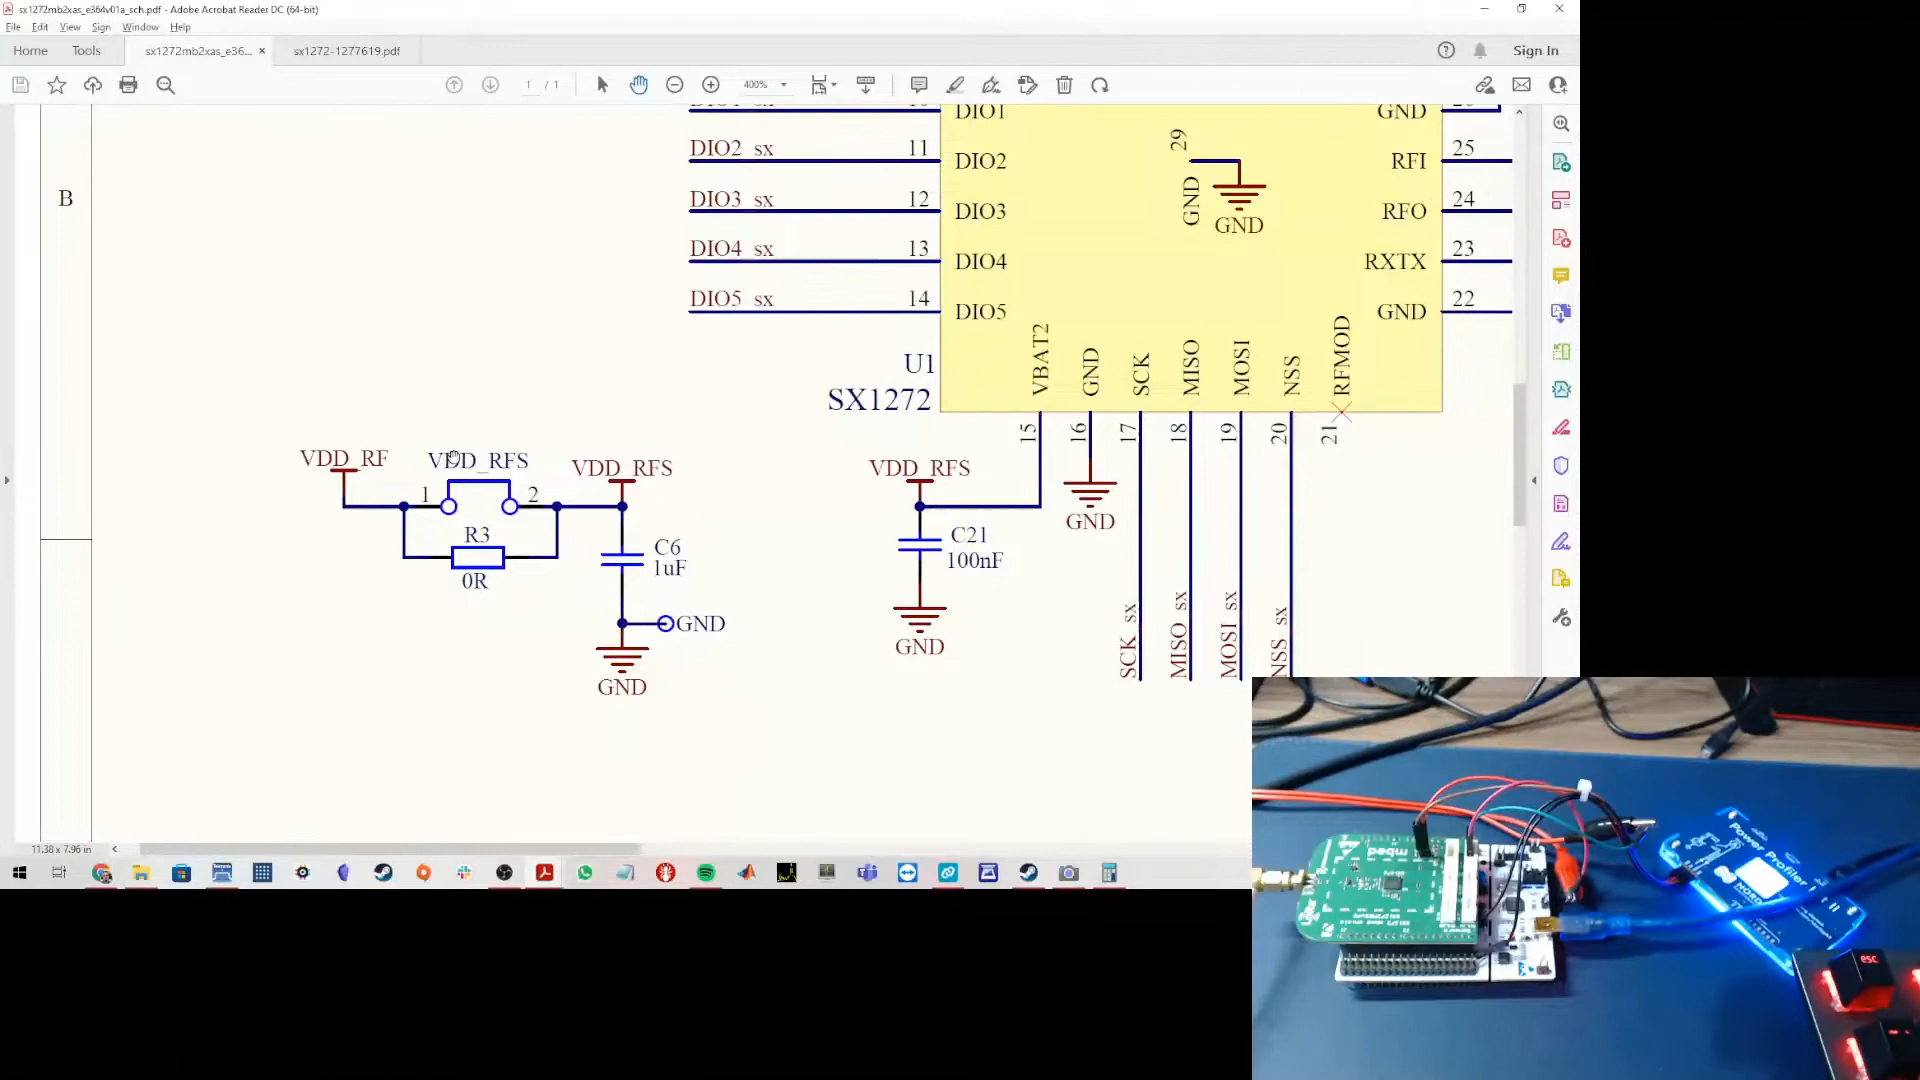 sx1272mb2xas_e364v01a_sch.pdf - Adobe Acrobat Reader DC (64-bit)
File Edit View Sign Window Help
Home Tools sx1272mb2xas_e36... × sx1272-1277619.pdf Sign In
1 / 1 400%
B
DIO1
DIO2 sx 11 DIO2
DIO3 sx 12 DIO3
DIO4 sx 13 DIO4
DIO5 sx 14 DIO5
29
GND
GND
GND
RFI 25
RFO 24
RXTX 23
GND 22
VBAT2 GND SCK MISO MOSI NSS RFMOD
U1
SX1272
15 16 17 18 19 20 21
VDD_RF VDD_RFS VDD_RFS
1 2
R3
0R
C6
1uF
GND
GND
VDD_RFS
C21
100nF
GND
GND
SCK sx MISO sx MOSI sx NSS sx
11.38 x 7.96 in
mbed
Power Profiler
esc